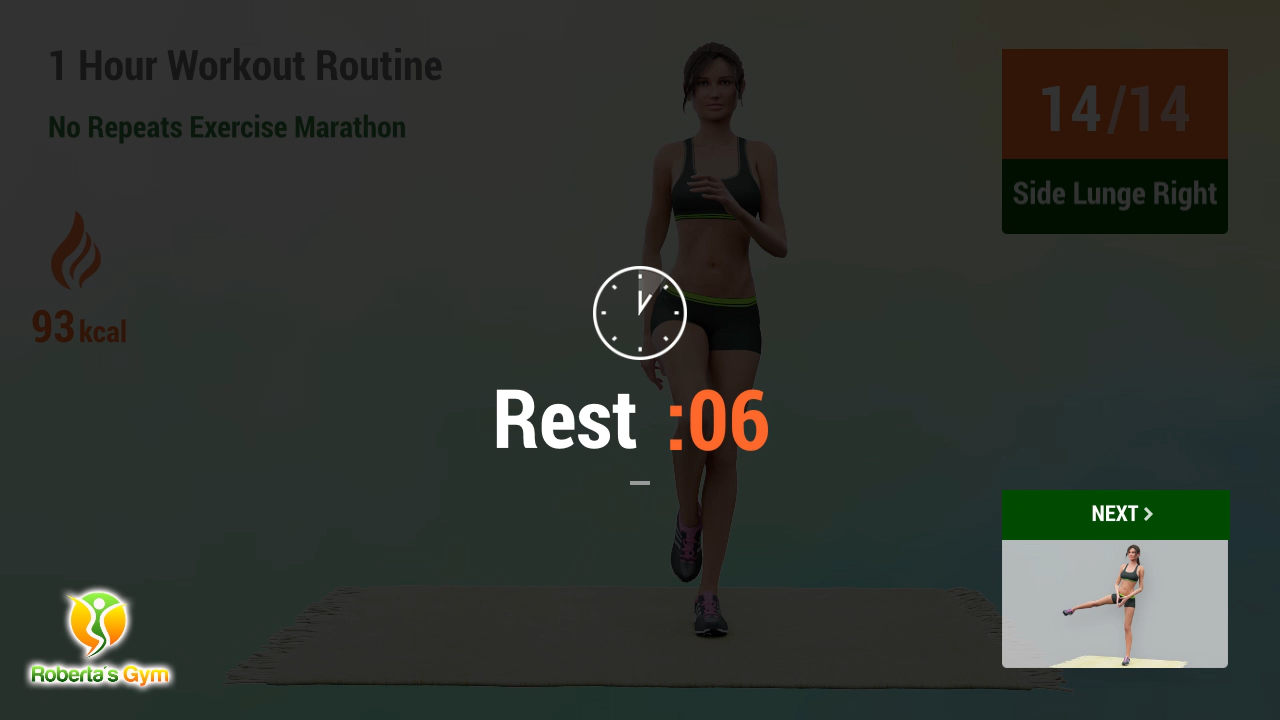 1 Hour Workout Routine
No Repeats Exercise Marathon
14/14
Side Lunge Right
93 kcal
Rest :06
NEXT >
Roberta's Gym